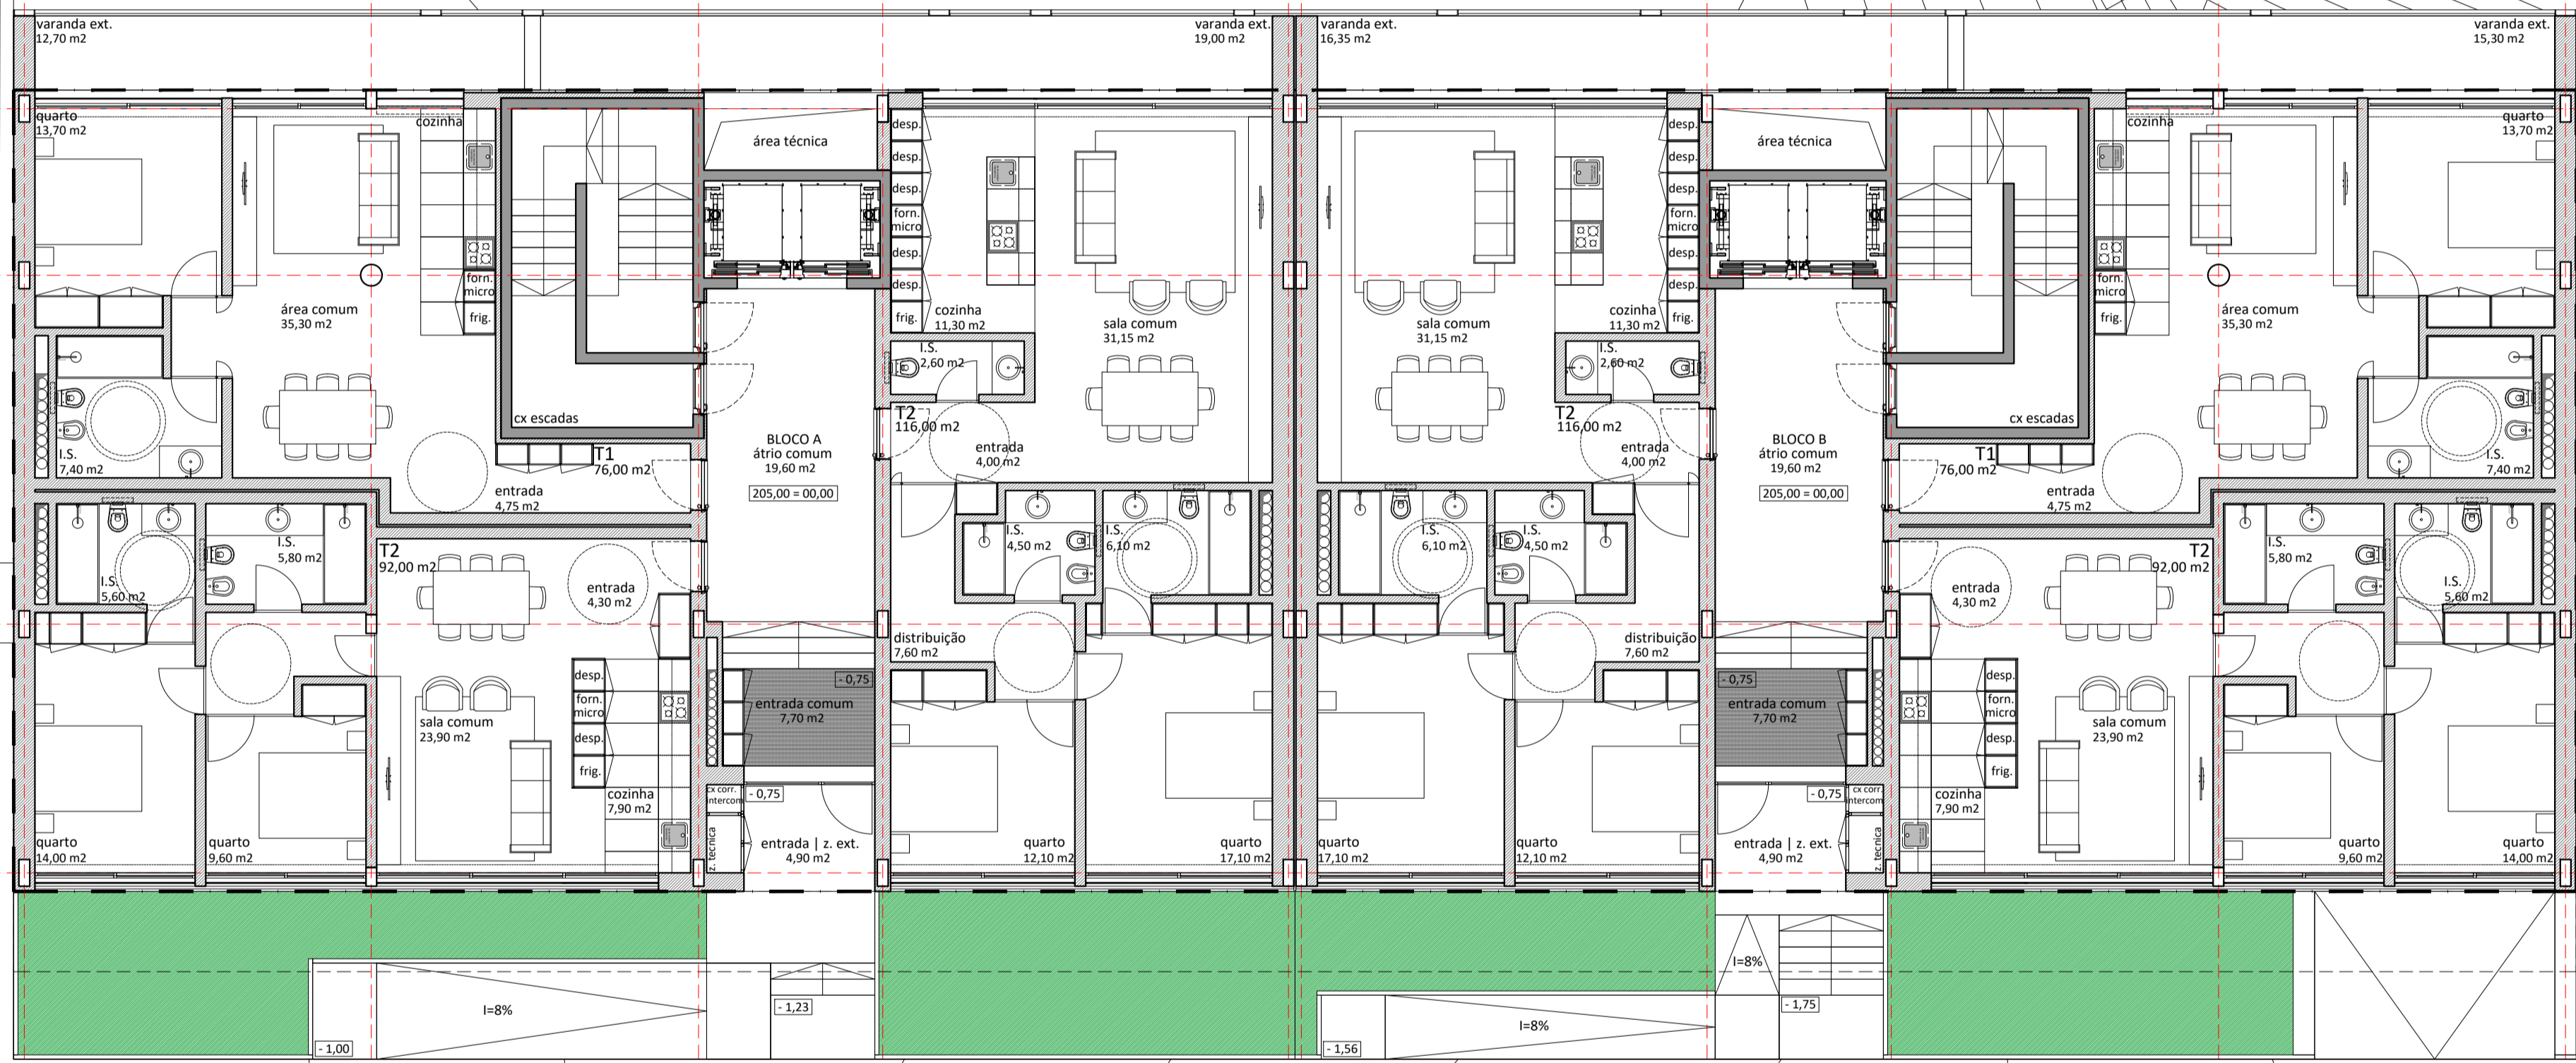 varanda ext.
12,70 m2
varanda ext.
19,00 m2
varanda ext.
16,35 m2
varanda ext.
15,30 m2
quarto
13,70 m2
cozinha
forn.
micro
frig.
área comum
35,30 m2
I.S.
7,40 m2
cx escadas
T1
76,00 m2
entrada
4,75 m2
área técnica
BLOCO A
átrio comum
19,60 m2
205,00 = 00,00
desp.
desp.
desp.
forn.
micro
desp.
desp.
frig.
cozinha
11,30 m2
sala comum
31,15 m2
I.S.
2,60 m2
T2
116,00 m2
entrada
4,00 m2
I.S.
4,50 m2
I.S.
6,10 m2
distribuição
7,60 m2
quarto
12,10 m2
quarto
17,10 m2
I.S.
5,60 m2
I.S.
5,80 m2
T2
92,00 m2
entrada
4,30 m2
sala comum
23,90 m2
desp.
forn.
micro
desp.
frig.
cozinha
7,90 m2
quarto
14,00 m2
quarto
9,60 m2
- 0,75
entrada comum
7,70 m2
cx corr.
intercom
- 0,75
z. tecnica
entrada | z. ext.
4,90 m2
sala comum
31,15 m2
desp.
desp.
desp.
forn.
micro
desp.
desp.
frig.
cozinha
11,30 m2
I.S.
2,60 m2
T2
116,00 m2
entrada
4,00 m2
I.S.
6,10 m2
I.S.
4,50 m2
distribuição
7,60 m2
quarto
17,10 m2
quarto
12,10 m2
área técnica
BLOCO B
átrio comum
19,60 m2
205,00 = 00,00
cx escadas
cozinha
forn.
micro
frig.
área comum
35,30 m2
quarto
13,70 m2
I.S.
7,40 m2
T1
76,00 m2
entrada
4,75 m2
entrada
4,30 m2
T2
92,00 m2
I.S.
5,80 m2
I.S.
5,60 m2
desp.
forn.
micro
desp.
frig.
sala comum
23,90 m2
cozinha
7,90 m2
quarto
9,60 m2
quarto
14,00 m2
- 0,75
entrada comum
7,70 m2
- 0,75
cx corr.
intercom
z. tecnica
entrada | z. ext.
4,90 m2
I=8%
- 1,00
- 1,23
I=8%
- 1,56
I=8%
- 1,75